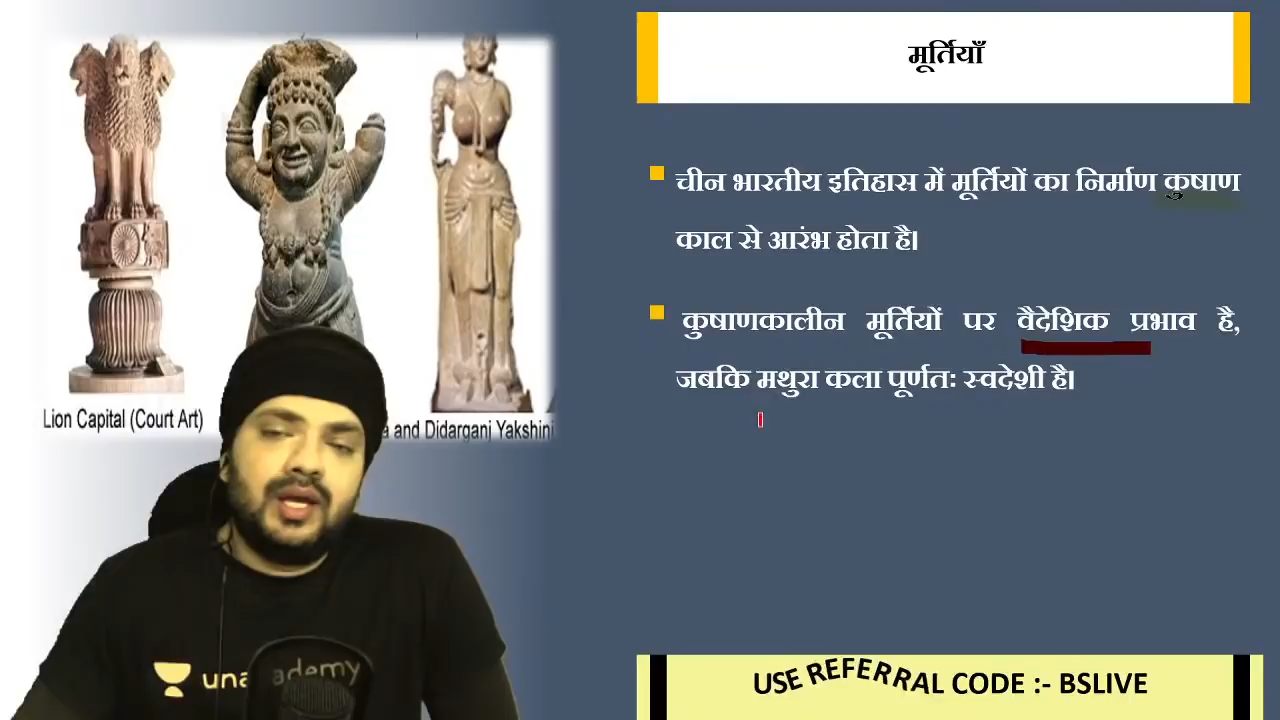 मूर्तियाँ
चीन भारतीय इतिहास में मूर्तियों का निर्माण कुषाण
काल से आरंभ होता है।
कुषाणकालीन मूर्तियों पर वैदेशिक प्रभाव है,
जबकि मथुरा कला पूर्णतः स्वदेशी है।
Lion Capital (Court Art)
and Didarganj Yakshini
USE REFERRAL CODE :- BSLIVE